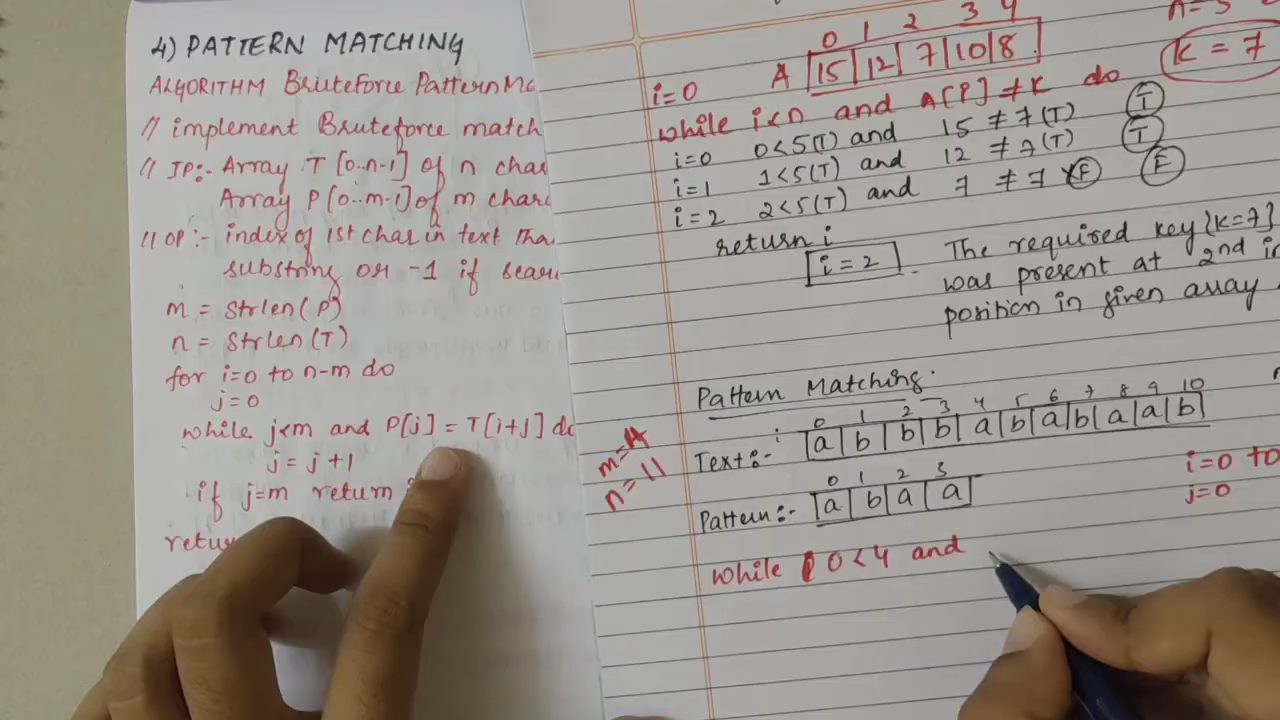 4) PATTERN MATCHING
ALGORITHM Bruteforce Pattern
// implement Bruteforce match
// IP:- Array T [0..n-1] of n char
Array P [0..m-1] of m char
// OP :- index of 1st char in text
substring or -1 if
m = Strlen(P)
n = Strlen(T)
for i=0 to n-m do
j=0
while j<m and P[j] = T[i+j] do
j = j +1
if j=m return
0 1 2 3 4
i=0 A 15 12 7 10 8
K = 7
while i<n and A[P] ≠ K do
i=0 0<5(T) and 15 ≠ 7(T) T
i=1 1<5(T) and 12 ≠ 7(T) T
i=2 2<5(T) and 7 ≠ 7 F F
return i
i = 2 . The required key (K=7]
was present at 2nd
position in given array
Pattern Matching.
m=4
n=11
0 1 2 3 4 5 6 7 8 9 10
Text:- i a b b b a b a b a a b
0 1 2 3
Pattern:- a b a a
i=0 to
j=0
while 0<4 and